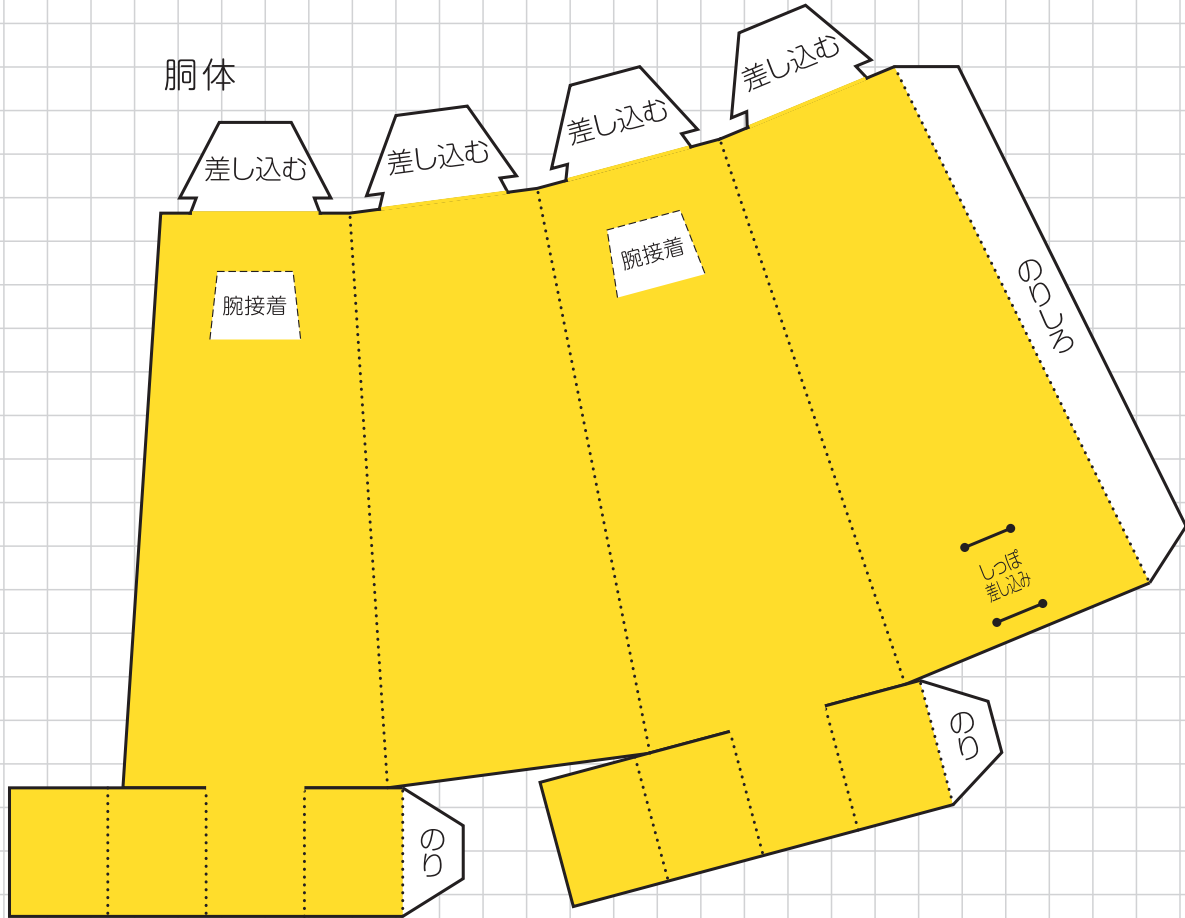 胴体
差し込む
差し込む
差し込む
差し込む
腕接着
腕接着
のりしろ
しっぽ
差し込み
のり
のり